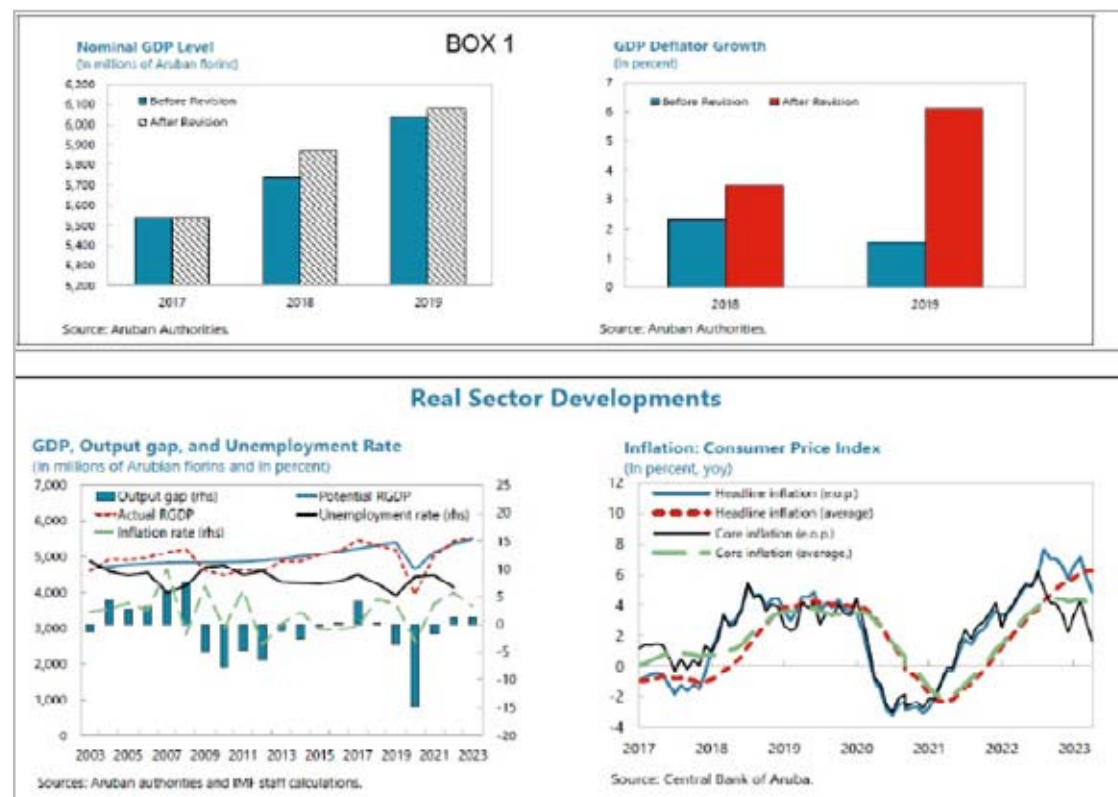 BOX 1
Nominal GDP Level
(In millions of Aruban florins)
6,200
6,100
6,000
5,900
5,800
5,700
5,600
5,500
5,400
5,300
5,200
Before Revision
After Revision
2017 2018 2019
Source: Aruban Authorities.
GDP Deflator Growth
(In percent)
7
6
5
4
3
2
1
0
Before Revision After Revision
2018 2019
Source: Aruban Authorities.
Real Sector Developments
GDP, Output gap, and Unemployment Rate
(In millions of Arubian florins and in percent)
7,000
6,000
5,000
4,000
3,000
2,000
1,000
0
Output gap (rhs) Potential RGDP
Actual RGDP Unemployment rate (rhs)
Inflation rate (rhs)
25
20
15
10
5
0
-5
-10
-15
-20
2003 2005 2007 2009 2011 2013 2015 2017 2019 2021 2023
Sources: Aruban authorities and IMF staff calculations.
Inflation: Consumer Price Index
(In percent, yoy)
12
10
8
6
4
2
0
-2
-4
Headline inflation (e.o.p.)
Headline inflation (average)
Core inflation (e.o.p.)
Core inflation (average.)
2017 2018 2019 2020 2021 2022 2023
Source: Central Bank of Aruba.